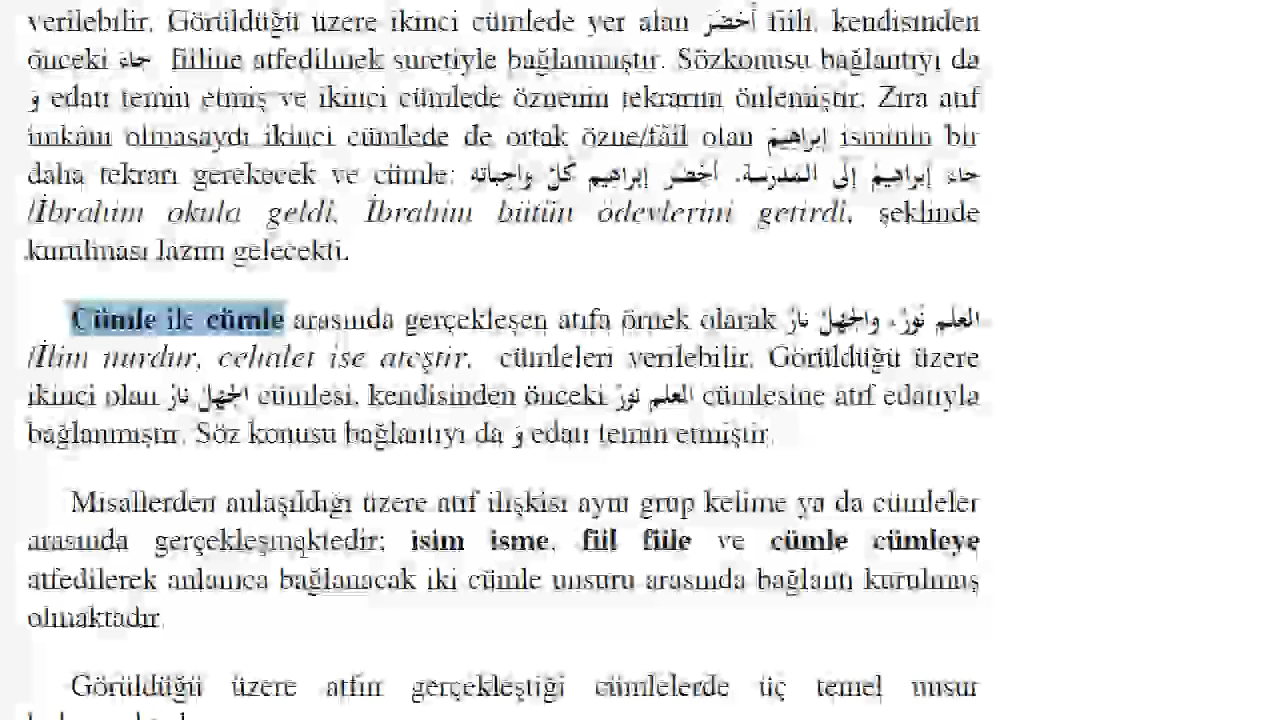 verilebilir. Görüldüğü üzere ikinci cümlede yer alan أحْضَرَ fiili, kendisinden
önceki جاء fiiline atfedilmek suretiyle bağlanmıştır. Sözkonusu bağlantıyı da
وَ edatı temin etmiş ve ikinci cümlede öznenin tekrarını önlemiştir. Zira atıf
imkânı olmasaydı ikinci cümlede de ortak özne/fâil olan إبراهيمُ isminin bir
daha tekrarı gerekecek ve cümle: جاء إبراهيمُ إلى المدرسة. أحْضَر إبراهيم كلَّ واجباته
/İbrahim okula geldi. İbrahim bütün ödevlerini getirdi. şeklinde
kurulması lazım gelecekti.
Cümle ile cümle arasında gerçekleşen atıfa örnek olarak العلم نُورٌ، والجَهْلُ نارٌ
/İlim nurdur, cehalet ise ateştir. cümleleri verilebilir. Görüldüğü üzere
ikinci olan الجَهْلُ نارٌ cümlesi, kendisinden önceki العلم نُورٌ cümlesine atıf edatıyla
bağlanmıştır. Söz konusu bağlantıyı da وَ edatı temin etmiştir.
Misallerden anlaşıldığı üzere atıf ilişkisi aynı grup kelime ya da cümleler
arasında gerçekleşmektedir; isim isme, fiil fiile ve cümle cümleye
atfedilerek anlamca bağlanacak iki cümle unsuru arasında bağlantı kurulmuş
olmaktadır.
Görüldüğü üzere atfın gerçekleştiği cümlelerde üç temel unsur